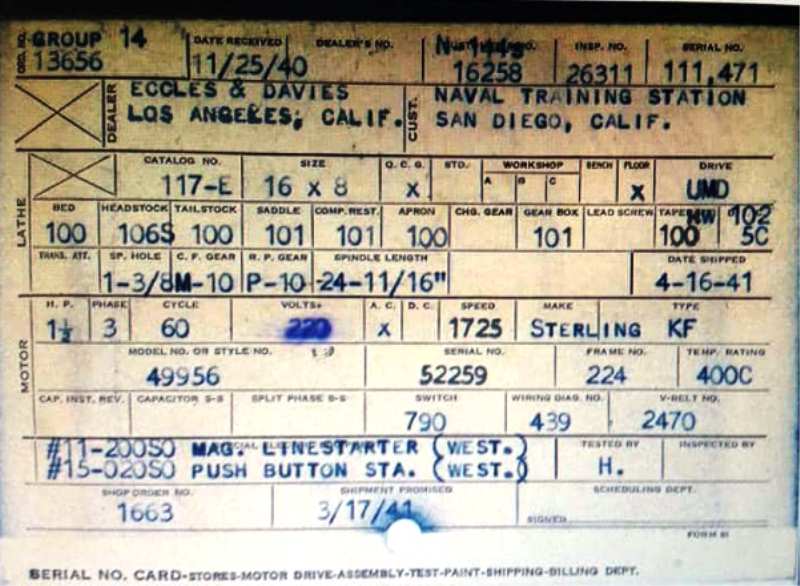 ORD. NO. GROUP 14 DATE RECEIVED DEALER'S NO. INSP. NO. SERIAL NO.
13656 11/25/40 16258 26311 111,471
DEALER ECCLES & DAVIES CUST. NAVAL TRAINING STATION
LOS ANGELES, CALIF. SAN DIEGO, CALIF.
LATHE
CATALOG NO. SIZE Q. C. G. STD. WORKSHOP BENCH FLOOR DRIVE
A B C
117-E 16 x 8 x x UMD
BED HEADSTOCK TAILSTOCK SADDLE COMP. REST. APRON CHG. GEAR GEAR BOX LEAD SCREW TAPER MW 102
100 106S 100 101 101 100 101 100 5C
TRANS. ATT. SP. HOLE C. F. GEAR R. P. GEAR SPINDLE LENGTH DATE SHIPPED
1-3/8 M-10 P-10 -24-11/16" 4-16-41
MOTOR
H. P. PHASE CYCLE VOLTS A. C. D. C. SPEED MAKE TYPE
1½ 3 60 220 x 1725 STERLING KF
MODEL NO. OR STYLE NO. SERIAL NO. FRAME NO. TEMP. RATING
49956 52259 224 400C
CAP. INST. REV. CAPACITOR S-S SPLIT PHASE S-S SWITCH WIRING DIAG. NO. V-BELT NO.
790 439 2470
#11-200S0 MAG. LINESTARTER (WEST.) TESTED BY INSPECTED BY
#15-020S0 PUSH BUTTON STA. (WEST.) H.
SHOP ORDER NO. SHIPMENT PROMISED SCHEDULING DEPT.
1663 3/17/41
SIGNED
FORM 81
SERIAL NO. CARD-STORES-MOTOR DRIVE-ASSEMBLY-TEST-PAINT-SHIPPING-BILLING DEPT.